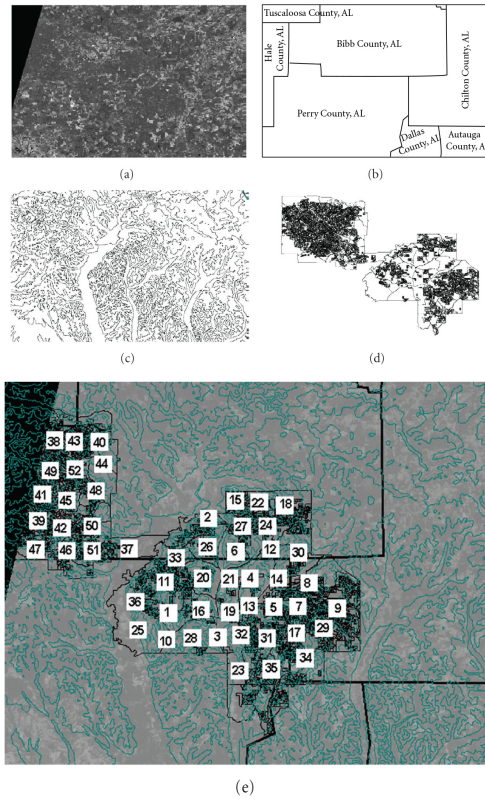 (a)
Tuscaloosa County, AL
Hale
County, AL
Bibb County, AL
Chilton County, AL
Perry County, AL
Dallas
County, AL
Autauga
County, A
(b)
(c)
(d)
38 43 40
49 52 44
41 45 48
39 42 50
47 46 51 37
15 22 18
2 27 24
33 26 6 12 30
11 20 21 4 14 8
36 1 16 19 13 5 7 9
25 10 28 3 32 31 17 29
23 35 34
(e)